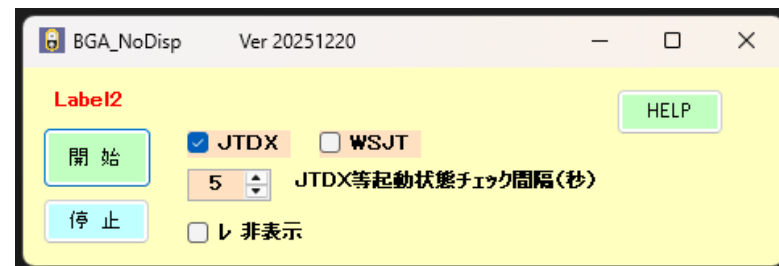 BGA_NoDisp Ver 20251220
Label2
HELP
開 始
JTDX WSJT
5 JTDX等起動状態チェック間隔(秒)
停 止
レ 非表示